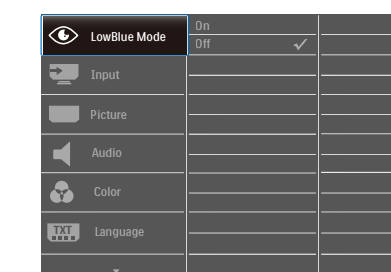 LowBlue Mode
On
Off
Input
Picture
Audio
Color
TXT
Language